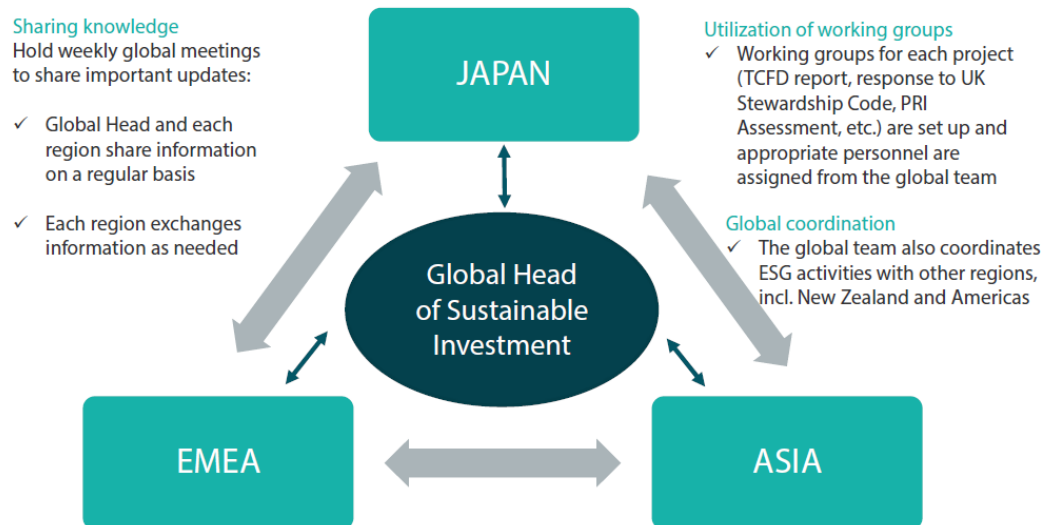 Sharing knowledge
Hold weekly global meetings
to share important updates:
✓ Global Head and each
region share information
on a regular basis
✓ Each region exchanges
information as needed
JAPAN
Utilization of working groups
✓ Working groups for each project
(TCFD report, response to UK
Stewardship Code, PRI
Assessment, etc.) are set up and
appropriate personnel are
assigned from the global team
Global coordination
✓ The global team also coordinates
ESG activities with other regions,
incl. New Zealand and Americas
Global Head
of Sustainable
Investment
EMEA
ASIA